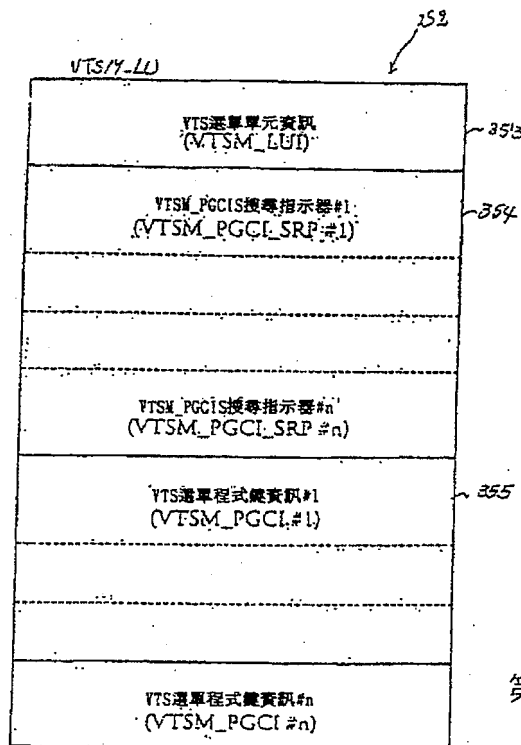 VTSM_LU
352
VTS選單單元資訊
(VTSM_LUI)
353
VTSM_PGCIS搜尋指示器#1
(VTSM_PGCI_SRP #1)
354
VTSM_PGCIS搜尋指示器#n
(VTSM_PGCI_SRP #n)
VTS選單程式鍵資訊#1
(VTSM_PGCI #1)
355
第
VTS選單程式鍵資訊#n
(VTSM_PGCI #n)